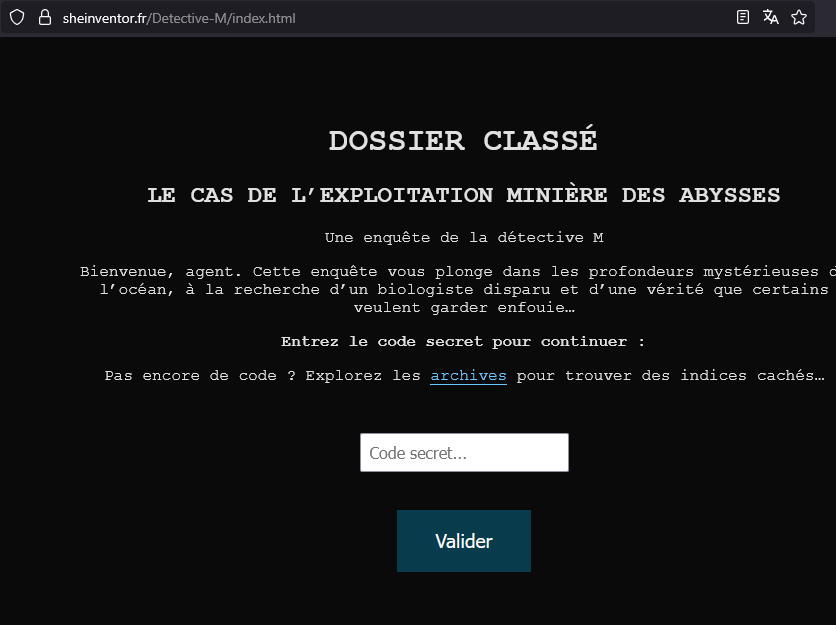 sheinventor.fr/Detective-M/index.html
DOSSIER CLASSÉ
LE CAS DE L’EXPLOITATION MINIÈRE DES ABYSSES
Une enquête de la détective M
Bienvenue, agent. Cette enquête vous plonge dans les profondeurs mystérieuses d
l’océan, à la recherche d’un biologiste disparu et d’une vérité que certains
veulent garder enfouie…
Entrez le code secret pour continuer :
Pas encore de code ? Explorez les archives pour trouver des indices cachés…
Code secret...
Valider